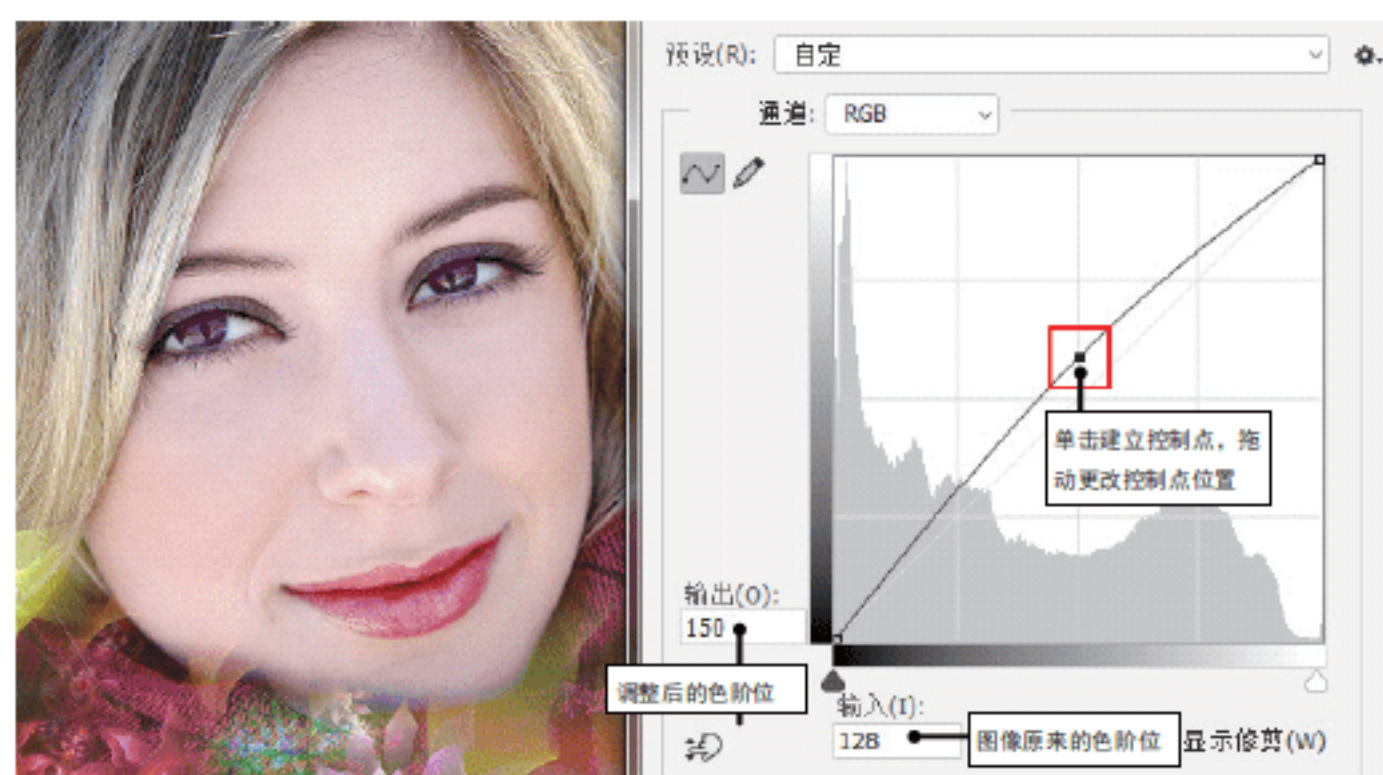 预设(R): 自定
通道: RGB
单击建立控制点，拖
动更改控制点位置
输出(O):
150
调整后的色阶位
输入(I):
128
图像原来的色阶位
显示修剪(W)